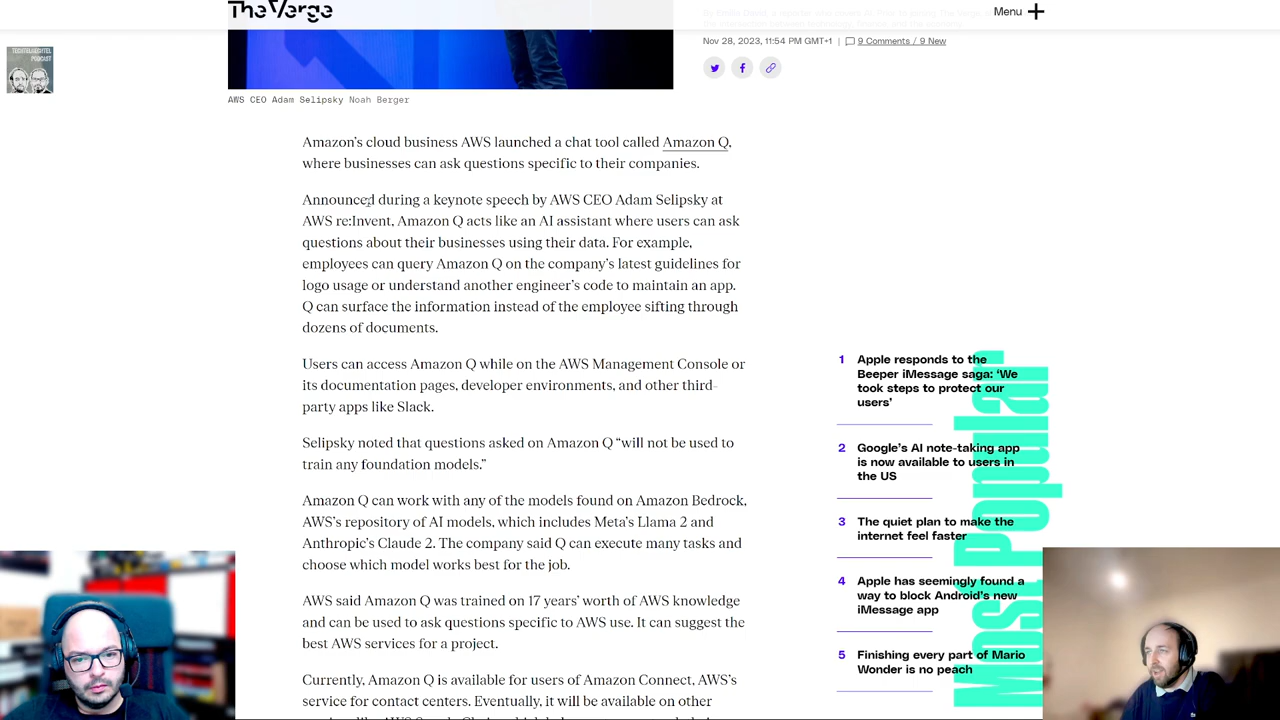 TheVerge
Menu
Nov 28, 2023, 11:54 PM GMT+1 | 9 Comments / 9 New
TECHTELMECHTEL
PODCAST
AWS CEO Adam Selipsky Noah Berger
Amazon’s cloud business AWS launched a chat tool called Amazon Q,
where businesses can ask questions specific to their companies.
Announced during a keynote speech by AWS CEO Adam Selipsky at
AWS re:Invent, Amazon Q acts like an AI assistant where users can ask
questions about their businesses using their data. For example,
employees can query Amazon Q on the company’s latest guidelines for
logo usage or understand another engineer’s code to maintain an app.
Q can surface the information instead of the employee sifting through
dozens of documents.
Users can access Amazon Q while on the AWS Management Console or
its documentation pages, developer environments, and other third-
party apps like Slack.
Selipsky noted that questions asked on Amazon Q “will not be used to
train any foundation models.”
Amazon Q can work with any of the models found on Amazon Bedrock,
AWS’s repository of AI models, which includes Meta’s Llama 2 and
Anthropic’s Claude 2. The company said Q can execute many tasks and
choose which model works best for the job.
AWS said Amazon Q was trained on 17 years’ worth of AWS knowledge
and can be used to ask questions specific to AWS use. It can suggest the
best AWS services for a project.
Currently, Amazon Q is available for users of Amazon Connect, AWS’s
service for contact centers. Eventually, it will be available on other
Most Popular
1 Apple responds to the
Beeper iMessage saga: ‘We
took steps to protect our
users’
2 Google’s AI note-taking app
is now available to users in
the US
3 The quiet plan to make the
internet feel faster
4 Apple has seemingly found a
way to block Android’s new
iMessage app
5 Finishing every part of Mario
Wonder is no peach